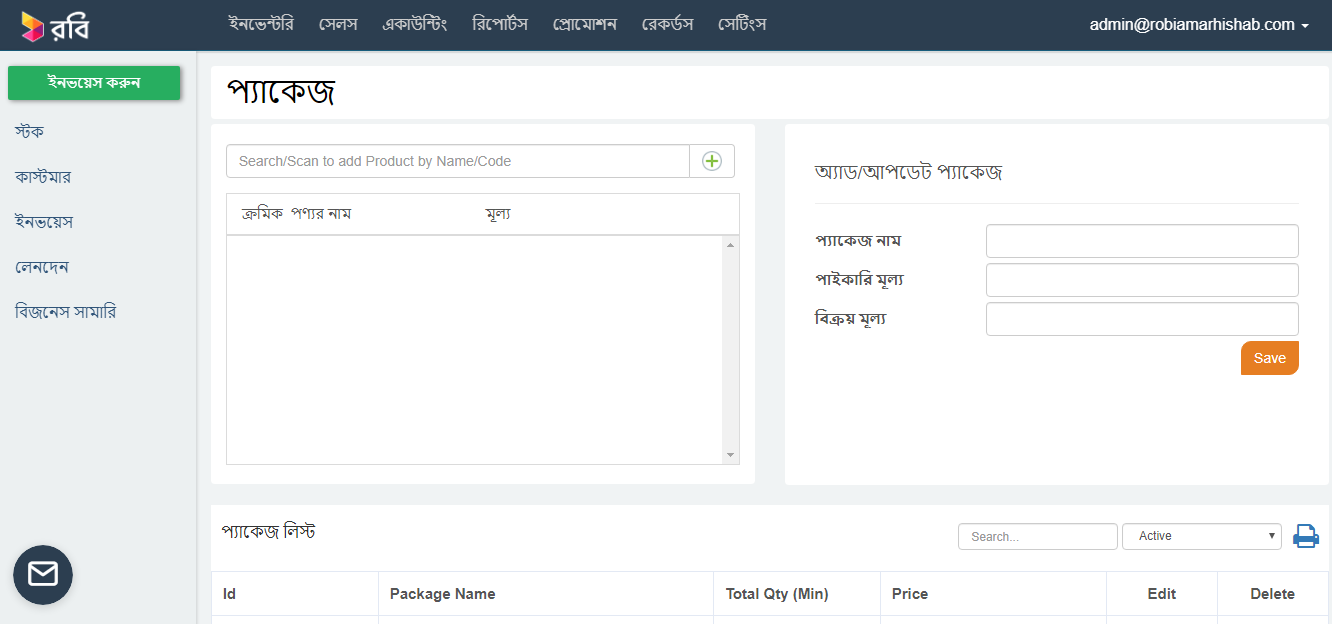 রবি ইনভেন্টরি সেলস একাউন্টিং রিপোর্টস প্রোমোশন রেকর্ডস সেটিংস admin@robiamarhishab.com
ইনভয়েস করুন
স্টক
কাস্টমার
ইনভয়েস
লেনদেন
বিজনেস সামারি
প্যাকেজ
Search/Scan to add Product by Name/Code
ক্রমিক পণ্যর নাম মূল্য
অ্যাড/আপডেট প্যাকেজ
প্যাকেজ নাম
পাইকারি মূল্য
বিক্রয় মূল্য
Save
প্যাকেজ লিস্ট
Search... Active
Id Package Name Total Qty (Min) Price Edit Delete